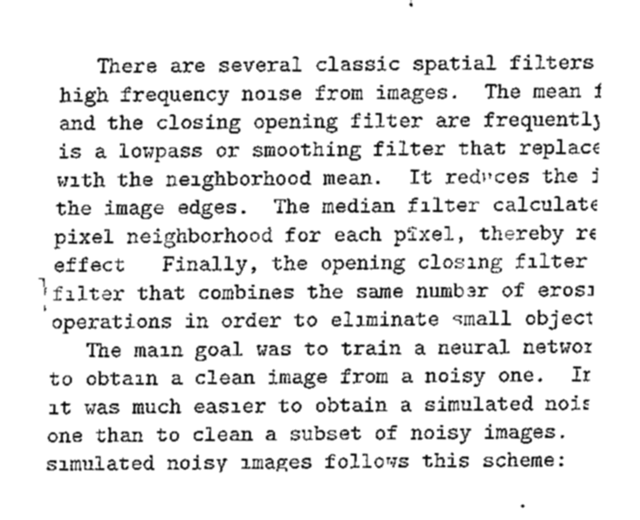 There are several classic spatial filters
high frequency noise from images. The mean
and the closing opening filter are frequently
is a lowpass or smoothing filter that replace
with the neighborhood mean. It reduces the
the image edges. The median filter calculate
pixel neighborhood for each pixel, thereby re
effect Finally, the opening closing filter
filter that combines the same number of erosi
operations in order to eliminate small object
The main goal was to train a neural networ
to obtain a clean image from a noisy one. In
it was much easier to obtain a simulated nois
one than to clean a subset of noisy images.
simulated noisy images follows this scheme: